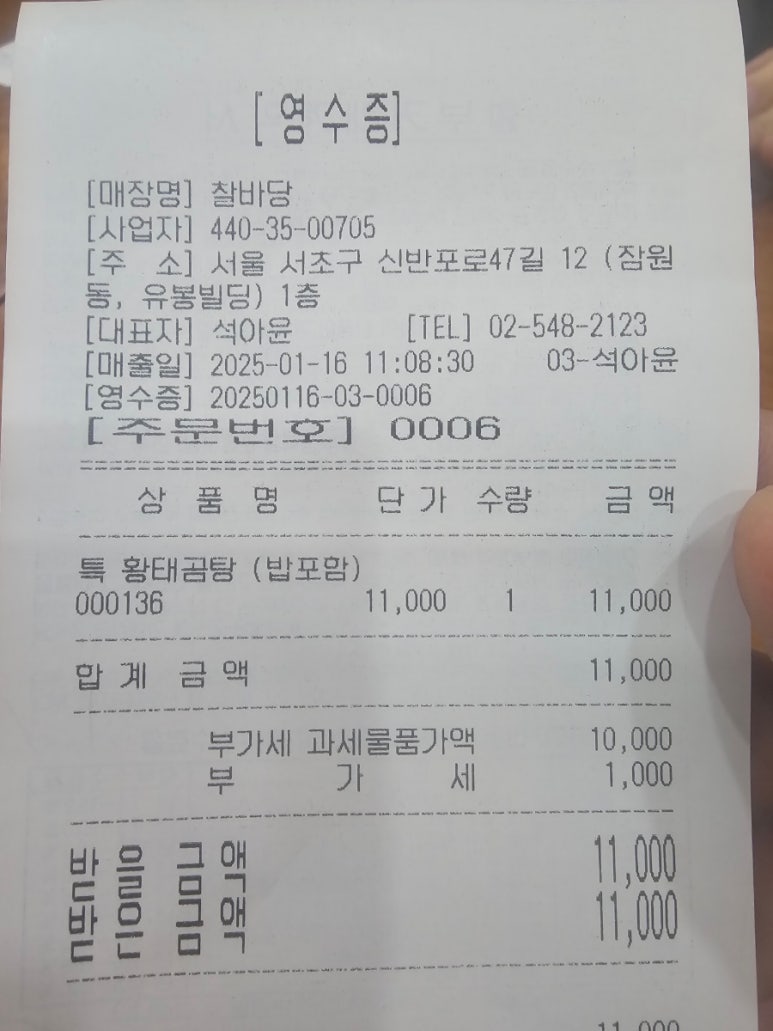 [ 영 수 증]
[매장명] 찰바당
[사업자] 440-35-00705
[주 소] 서울 서초구 신반포로47길 12 (잠원
동, 유봉빌딩) 1층
[대표자] 석아윤 [TEL] 02-548-2123
[매출일] 2025-01-16 11:08:30 03-석아윤
[영수증] 20250116-03-0006
[주문번호] 0006
상 품 명 단 가 수량 금 액
특 황태곰탕 (밥포함)
000136 11,000 1 11,000
합 계 금 액 11,000
부가세 과세물품가액 10,000
부 가 세 1,000
받 을 금 액 11,000
받 은 금 액 11,000
11,000